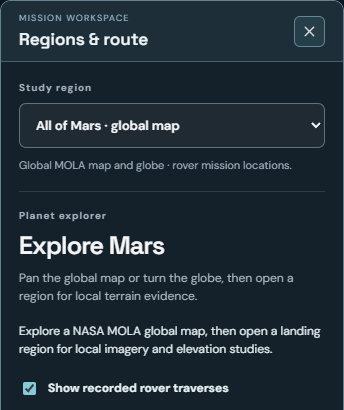 MISSION WORKSPACE
Regions & route
Study region
All of Mars · global map
Global MOLA map and globe · rover mission locations.
Planet explorer
Explore Mars
Pan the global map or turn the globe, then open a
region for local terrain evidence.
Explore a NASA MOLA global map, then open a landing
region for local imagery and elevation studies.
Show recorded rover traverses